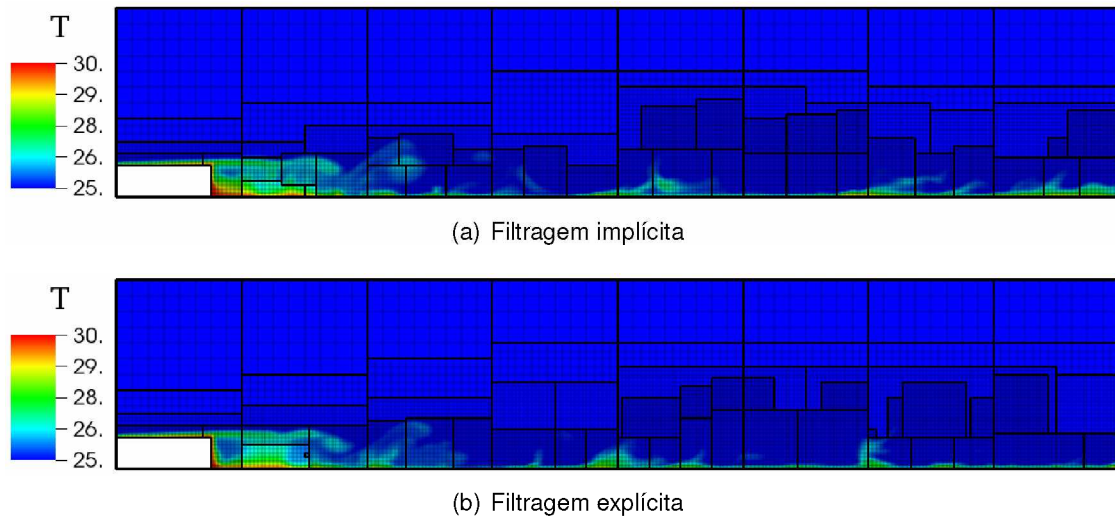 T
30.
29.
28.
26.
25.
(a) Filtragem implícita
T
30.
29.
28.
26.
25.
(b) Filtragem explícita